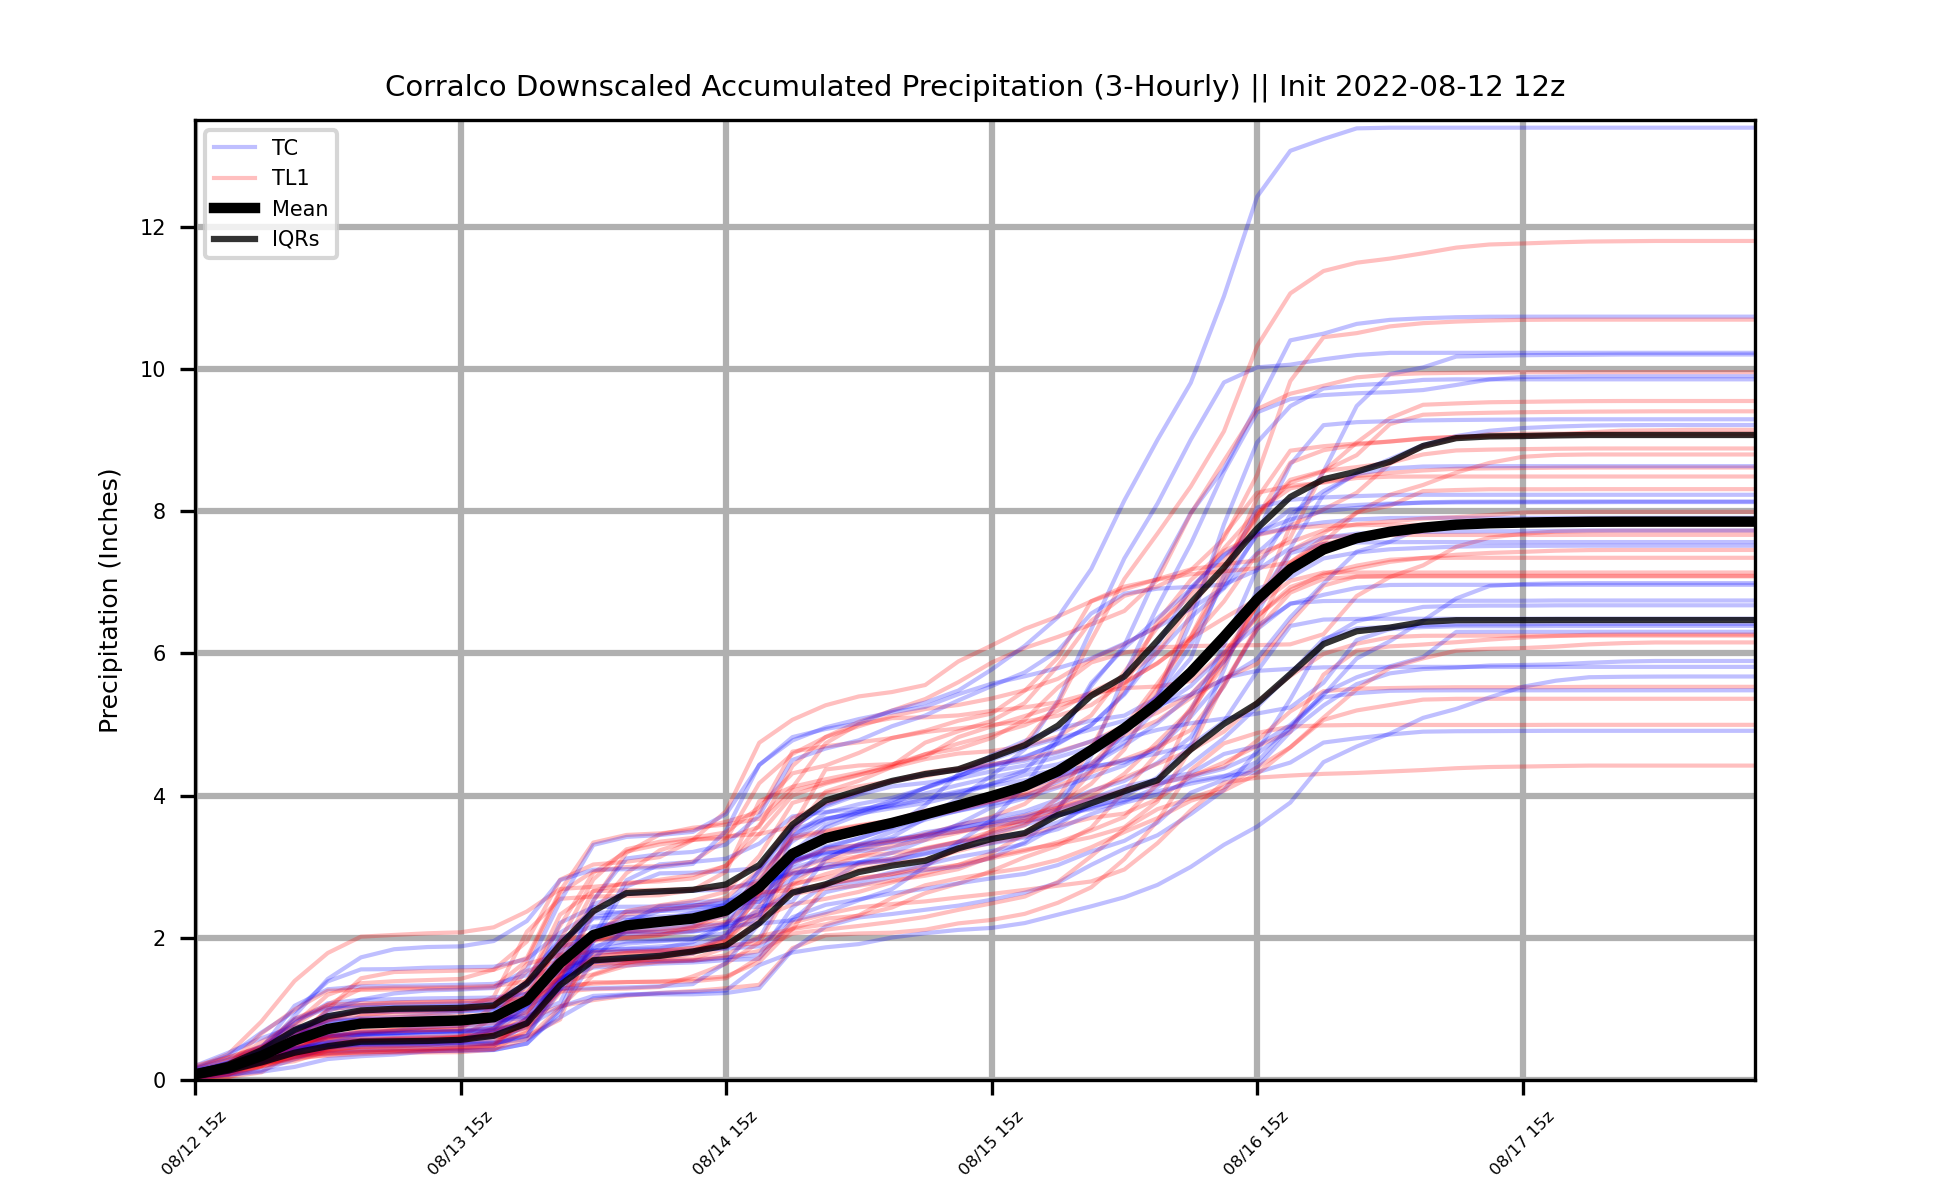 Corralco Downscaled Accumulated Precipitation (3-Hourly) || Init 2022-08-12 12z
TC
TL1
Mean
IQRs
Precipitation (Inches)
12
10
8
6
4
2
0
08/12 15z
08/13 15z
08/14 15z
08/15 15z
08/16 15z
08/17 15z